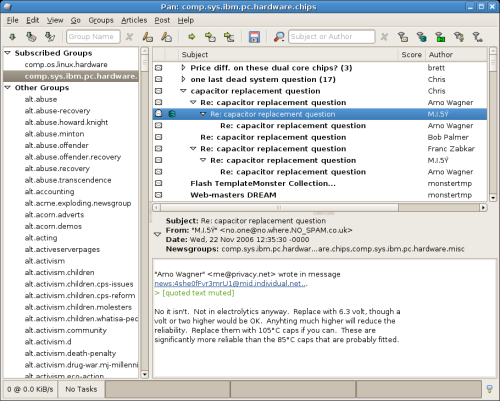 Pan: comp.sys.ibm.pc.hardware.chips
File Edit View Go Groups Articles Post Help
Group Name
Subject or Author
Subscribed Groups
comp.os.linux.hardware
comp.sys.ibm.pc.hardware.
Other Groups
alt.abuse
alt.abuse-recovery
alt.abuse.howard.knight
alt.abuse.minton
alt.abuse.offender
alt.abuse.offender.recovery
alt.abuse.recovery
alt.abuse.transcendence
alt.accounting
alt.acme.exploding.newsgroup
alt.acorn.adverts
alt.acorn.demos
alt.acting
alt.activeserverpages
alt.activism
alt.activism.children
alt.activism.children.cps-issues
alt.activism.children.cps-reform
alt.activism.children.molesters
alt.activism.children.whatisa-pec
alt.activism.community
alt.activism.d
alt.activism.death-penalty
alt.activism.drug-war.mj-millenni
alt.activism.eco-action
Subject Score Author
Price diff. on these dual core chips? (3) brett
one last dead system question (17) Chris
capacitor replacement question Chris
Re: capacitor replacement question Arno Wagner
Re: capacitor replacement question M.I.5Ÿ
Re: capacitor replacement question Arno Wagner
Re: capacitor replacement question Bob Palmer
Re: capacitor replacement question Franc Zabkar
Re: capacitor replacement question M.I.5Ÿ
Re: capacitor replacement question Arno Wagner
Flash TemplateMonster Collection... monstertmp
Web-masters DREAM monstertmp
Subject: Re: capacitor replacement question
From: "M.I.5Ÿ" <no.one@no.where.NO_SPAM.co.uk>
Date: Wed, 22 Nov 2006 12:35:30 -0000
Newsgroups: comp.sys.ibm.pc.hardwar...are.chips,comp.sys.ibm.pc.hardware.misc
"Arno Wagner" <me@privacy.net> wrote in message
news:4she0fFvr3mrU1@mid.individual.net...
> [quoted text muted]
No it isn't. Not in electrolytics anyway. Replace with 6.3 volt, though a
volt or two higher would be OK. Anyhting much higher will reduce the
reliability. Replace them with 105°C caps if you can. These are
significantly more reliable than the 85°C caps that are probably fitted.
0 @ 0.0 KiB/s No Tasks